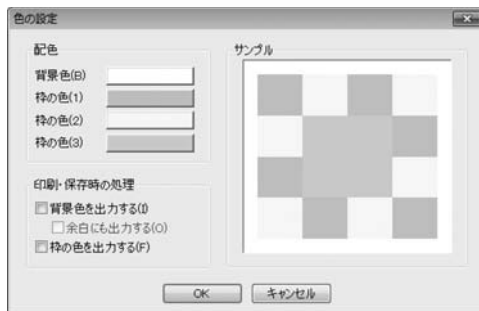 色の設定
配色
背景色(B)
枠の色(1)
枠の色(2)
枠の色(3)
印刷・保存時の処理
背景色を出力する(I)
余白にも出力する(O)
枠の色を出力する(F)
サンプル
OK
キャンセル